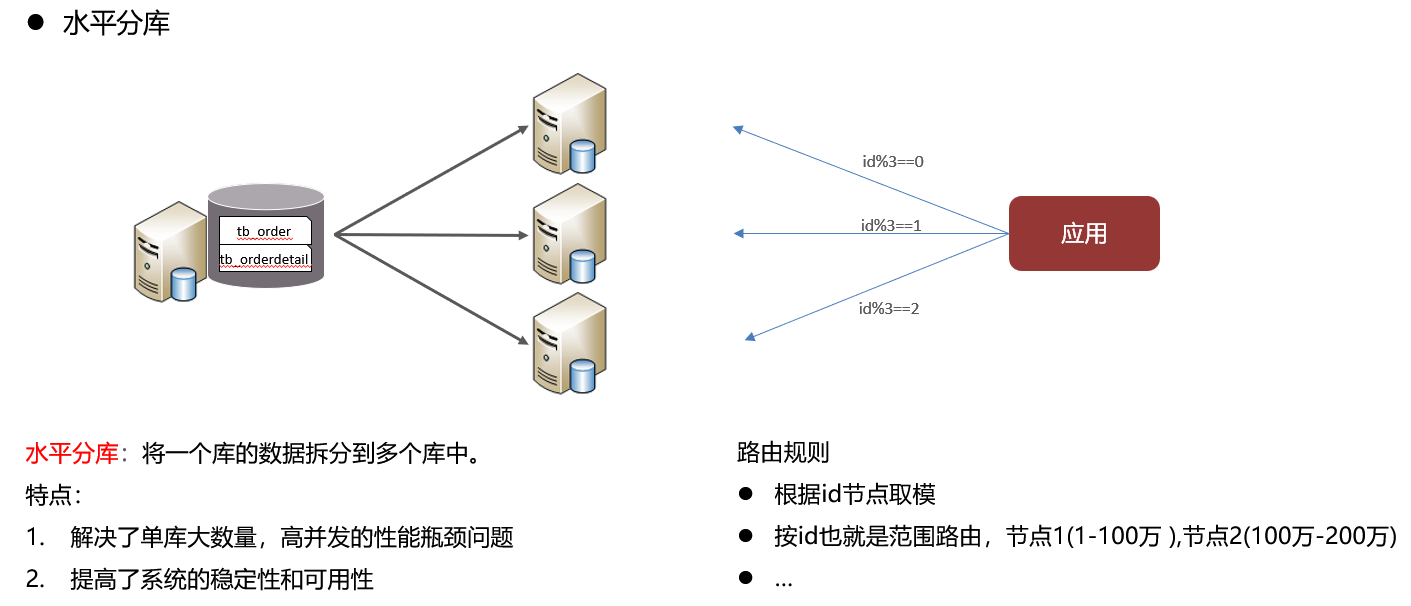 ● 水平分库
tb_order
tb_orderdetail
id%3==0
id%3==1
id%3==2
应用
水平分库：将一个库的数据拆分到多个库中。
特点：
1. 解决了单库大数量，高并发的性能瓶颈问题
2. 提高了系统的稳定性和可用性
路由规则
● 根据id节点取模
● 按id也就是范围路由，节点1(1-100万 ),节点2(100万-200万)
● ...